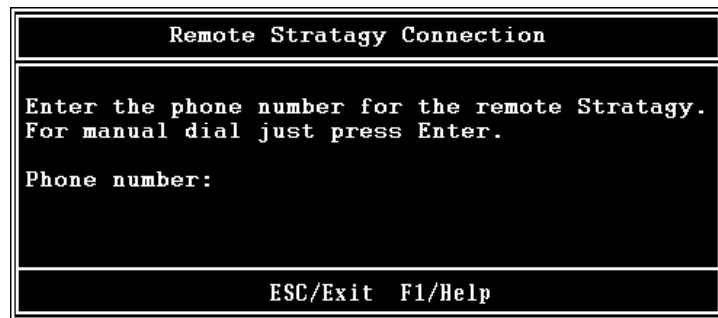 Remote Stratagy Connection
Enter the phone number for the remote Stratagy.
For manual dial just press Enter.
Phone number:
ESC/Exit F1/Help